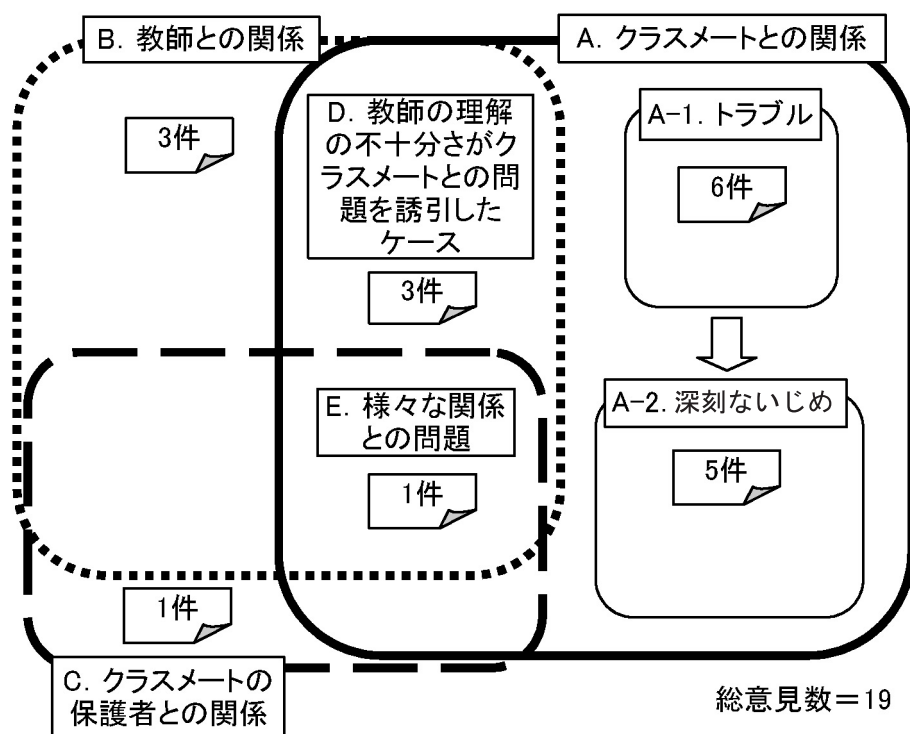 B. 教師との関係
A. クラスメートとの関係
3件
D. 教師の理解
の不十分さがク
ラスメートとの問
題を誘引した
ケース
3件
A-1. トラブル
6件
E. 様々な関係
との問題
1件
A-2. 深刻ないじめ
5件
1件
C. クラスメートの
保護者との関係
総意見数＝19